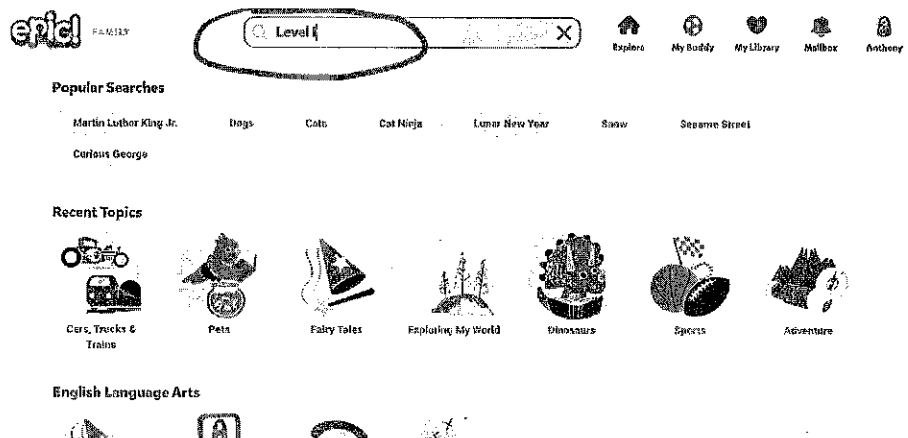 epic! FAMILY
Level I
Explore My Buddy My Library Mailbox Anthony
Popular Searches
Martin Luther King Jr. Dogs Cats Cat Ninja Lunar New Year Snow Sesame Street
Curious George
Recent Topics
Cars, Trucks & Trains
Pets
Fairy Tales
Exploring My World
Dinosaurs
Sports
Adventure
English Language Arts